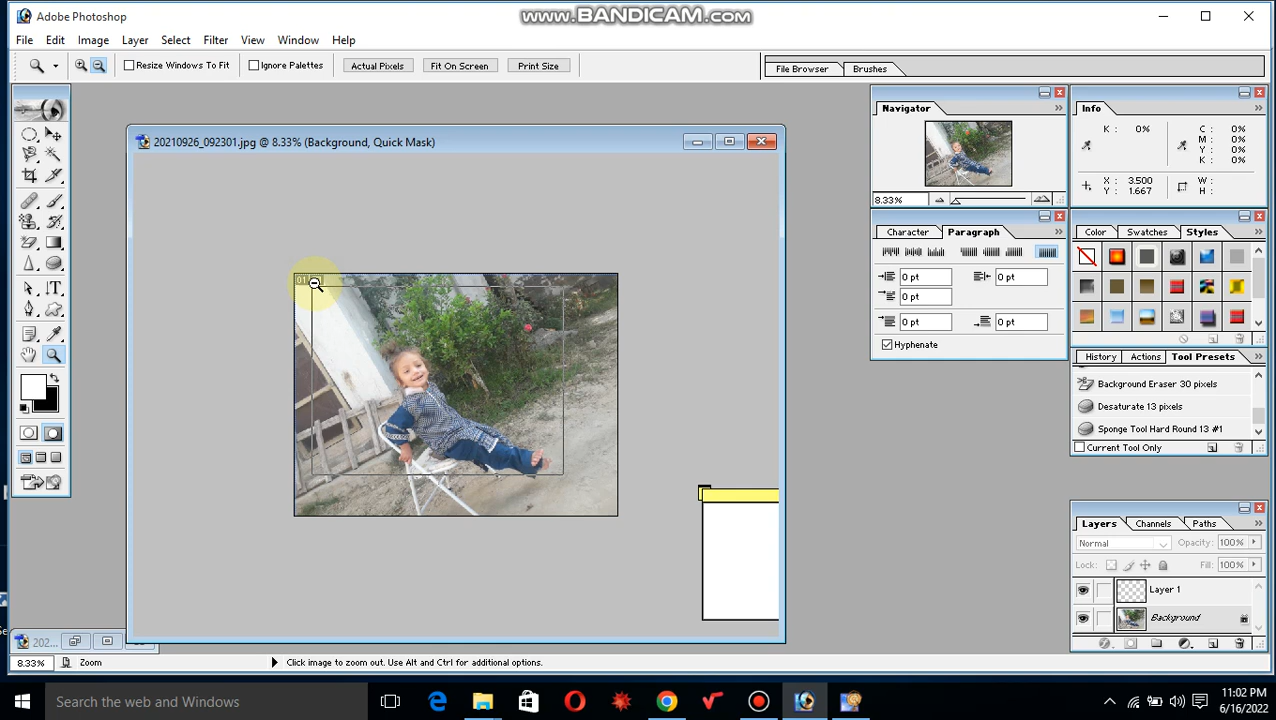 Adobe Photoshop
www.BANDICAM.com
File Edit Image Layer Select Filter View Window Help
Resize Windows To Fit Ignore Palettes Actual Pixels Fit On Screen Print Size File Browser Brushes
20210926_092301.jpg @ 8.33% (Background, Quick Mask)
01
Navigator
8.33%
Info
K: 0% C: 0%
M: 0%
Y: 0%
K: 0%
X: 3.500 W:
Y: 1.667 H:
Character Paragraph
0 pt 0 pt
0 pt
0 pt 0 pt
Hyphenate
Color Swatches Styles
History Actions Tool Presets
Background Eraser 30 pixels
Desaturate 13 pixels
Sponge Tool Hard Round 13 #1
Current Tool Only
Layers Channels Paths
Normal Opacity: 100%
Lock: Fill: 100%
Layer 1
Background
202...
8.33% Zoom Click image to zoom out. Use Alt and Ctrl for additional options.
Search the web and Windows
11:02 PM
6/16/2022